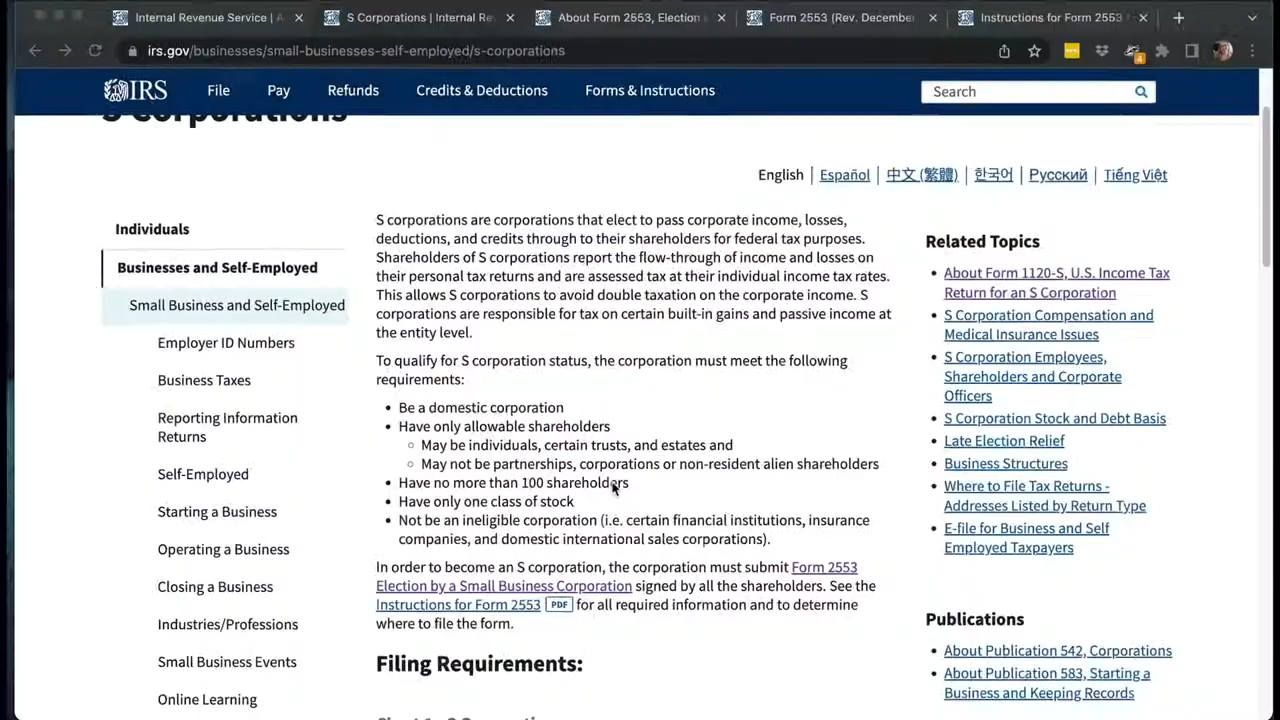 Internal Revenue Service | A
S Corporations | Internal Re
About Form 2553, Election
Form 2553 (Rev. December
Instructions for Form 2553
irs.gov/businesses/small-businesses-self-employed/s-corporations
4
IRS
File
Pay
Refunds
Credits & Deductions
Forms & Instructions
Search
S Corporations
English
Español
中文 (繁體)
한국어
Русский
Tiếng Việt
Individuals
Businesses and Self-Employed
Small Business and Self-Employed
Employer ID Numbers
Business Taxes
Reporting Information
Returns
Self-Employed
Starting a Business
Operating a Business
Closing a Business
Industries/Professions
Small Business Events
Online Learning
S corporations are corporations that elect to pass corporate income, losses,
deductions, and credits through to their shareholders for federal tax purposes.
Shareholders of S corporations report the flow-through of income and losses on
their personal tax returns and are assessed tax at their individual income tax rates.
This allows S corporations to avoid double taxation on the corporate income. S
corporations are responsible for tax on certain built-in gains and passive income at
the entity level.
To qualify for S corporation status, the corporation must meet the following
requirements:
• Be a domestic corporation
• Have only allowable shareholders
◦ May be individuals, certain trusts, and estates and
◦ May not be partnerships, corporations or non-resident alien shareholders
• Have no more than 100 shareholders
• Have only one class of stock
• Not be an ineligible corporation (i.e. certain financial institutions, insurance
companies, and domestic international sales corporations).
In order to become an S corporation, the corporation must submit Form 2553
Election by a Small Business Corporation signed by all the shareholders. See the
Instructions for Form 2553 PDF for all required information and to determine
where to file the form.
Filing Requirements:
Related Topics
• About Form 1120-S, U.S. Income Tax
Return for an S Corporation
• S Corporation Compensation and
Medical Insurance Issues
• S Corporation Employees,
Shareholders and Corporate
Officers
• S Corporation Stock and Debt Basis
• Late Election Relief
• Business Structures
• Where to File Tax Returns -
Addresses Listed by Return Type
• E-file for Business and Self
Employed Taxpayers
Publications
• About Publication 542, Corporations
• About Publication 583, Starting a
Business and Keeping Records